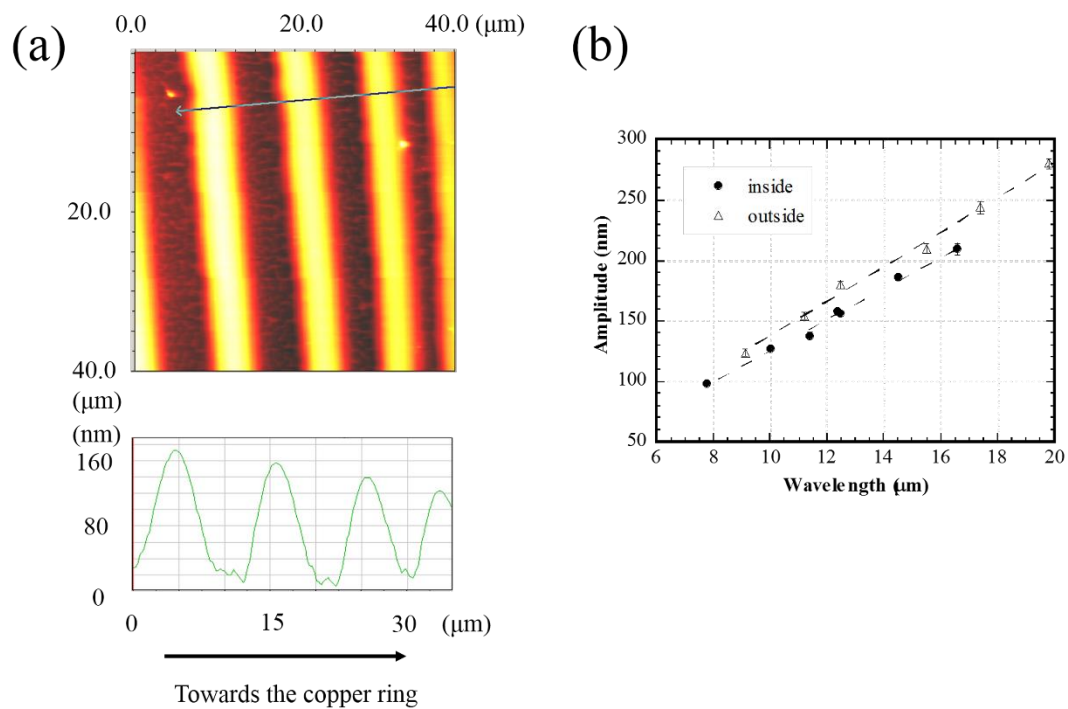 (a)
0.0 20.0 40.0 (μm)
20.0
40.0
(μm)
(nm)
160
80
0
0 15 30 (μm)
Towards the copper ring
(b)
300
250
200
150
100
50
Amplitude (nm)
inside
outside
6 8 10 12 14 16 18 20
Wavelength (μm)